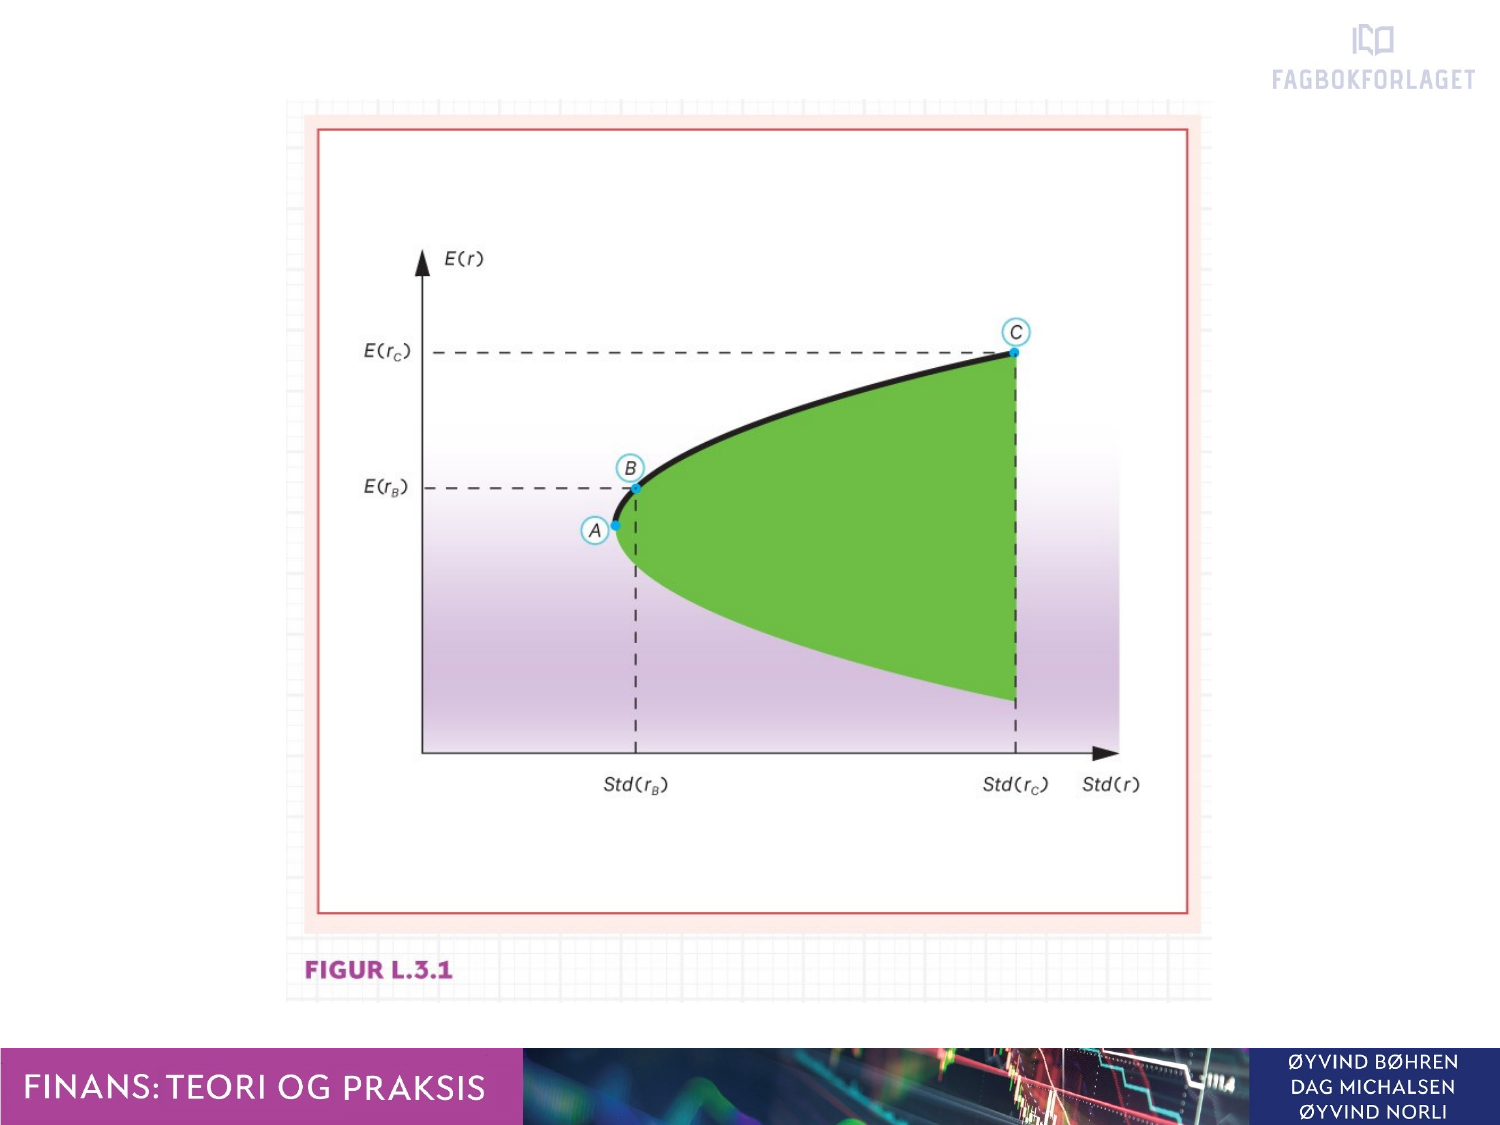 FAGBOKFORLAGET
E(r)
C
E(r_C)
B
E(r_B)
A
Std(r_B)
Std(r_C)
Std(r)
FIGUR L.3.1
FINANS: TEORI OG PRAKSIS
ØYVIND BØHREN
DAG MICHALSEN
ØYVIND NORLI